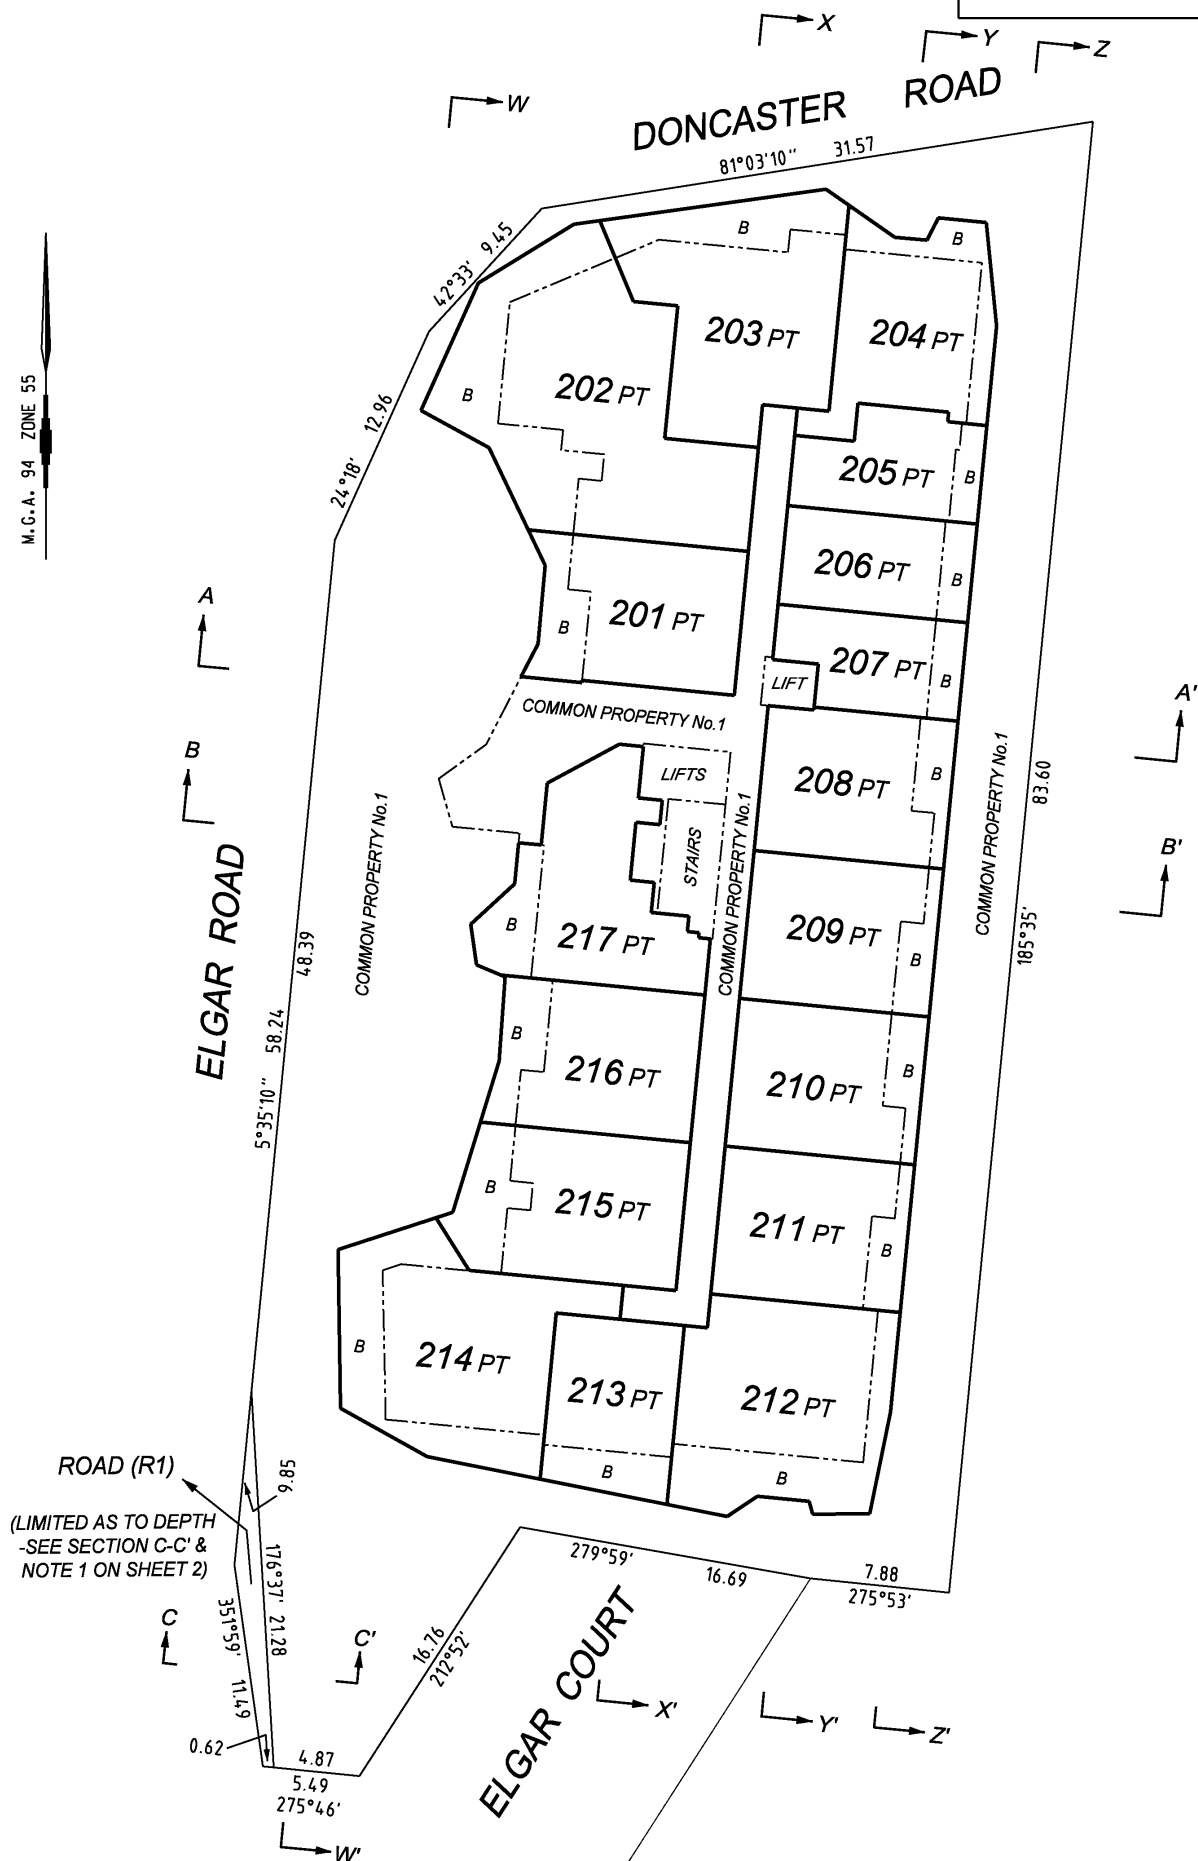 X
Y
Z
W
DONCASTER ROAD
81°03'10" 31.57
42°33' 9.45
24°18' 12.96
M.G.A. 94 ZONE 55
B
B
203 PT
204 PT
202 PT
B
205 PT
B
206 PT
B
201 PT
B
207 PT
B
LIFT
A
A'
COMMON PROPERTY No.1
B
B'
LIFTS
STAIRS
208 PT
B
COMMON PROPERTY No.1
COMMON PROPERTY No.1
COMMON PROPERTY No.1
83.60
185°35'
ELGAR ROAD
48.39
5°35'10" 58.24
B
217 PT
209 PT
B
B
216 PT
210 PT
B
B
215 PT
211 PT
B
B
214 PT
213 PT
212 PT
B
B
ROAD (R1)
(LIMITED AS TO DEPTH
-SEE SECTION C-C' &
NOTE 1 ON SHEET 2)
9.85
176°37' 21.28
351°59' 11.49
C
C'
0.62
4.87
5.49
275°46'
16.76
212°52'
279°59'
16.69
7.88
275°53'
ELGAR COURT
X'
Y'
Z'
W'